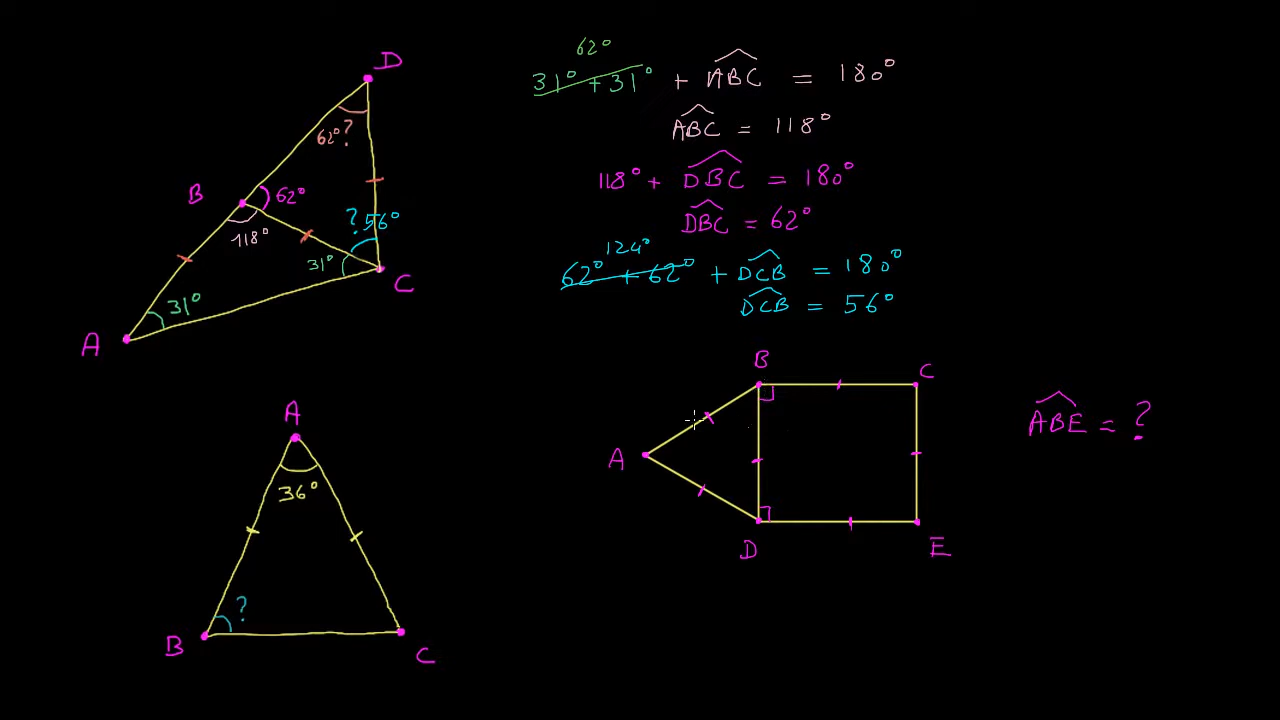 D
62°?
B
62°
118°
? 56°
31°
C
31°
A
62°
31° + 31° + ABC = 180°
ABC = 118°
118° + DBC = 180°
DBC = 62°
124°
62° + 62° + DCB = 180°
DCB = 56°
A
36°
?
B
C
B
C
A
D
E
ABE = ?